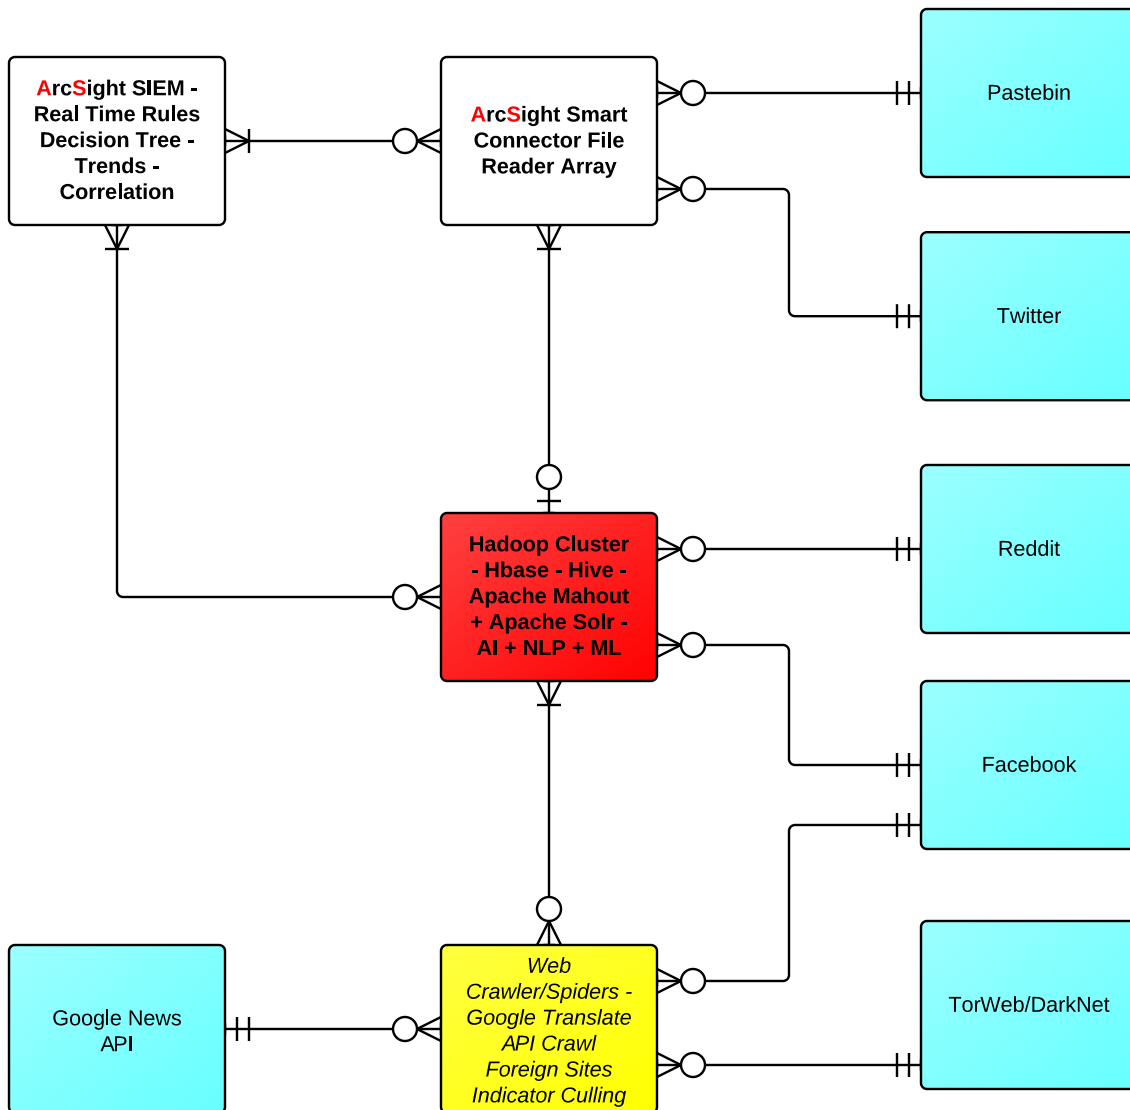 ArcSight SIEM -
Real Time Rules
Decision Tree -
Trends -
Correlation
ArcSight Smart
Connector File
Reader Array
Pastebin
Twitter
Hadoop Cluster
- Hbase - Hive -
Apache Mahout
+ Apache Solr -
AI + NLP + ML
Reddit
Facebook
Google News
API
Web
Crawler/Spiders -
Google Translate
API Crawl
Foreign Sites
Indicator Culling
TorWeb/DarkNet